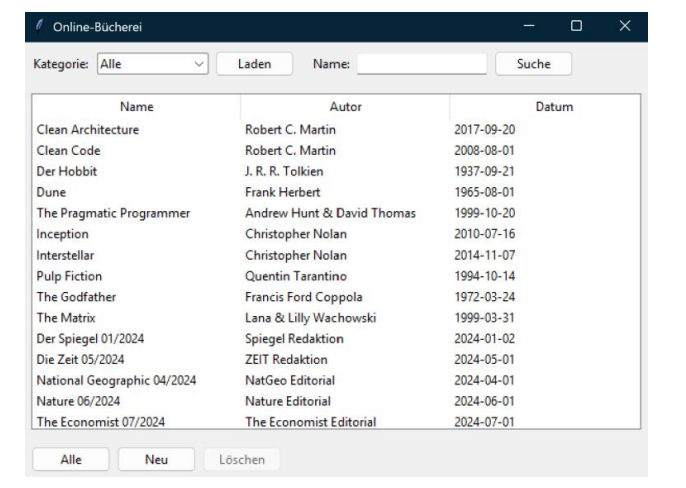 Online-Bücherei
Kategorie: Alle Laden Name: Suche
Name Autor Datum
Clean Architecture Robert C. Martin 2017-09-20
Clean Code Robert C. Martin 2008-08-01
Der Hobbit J. R. R. Tolkien 1937-09-21
Dune Frank Herbert 1965-08-01
The Pragmatic Programmer Andrew Hunt & David Thomas 1999-10-20
Inception Christopher Nolan 2010-07-16
Interstellar Christopher Nolan 2014-11-07
Pulp Fiction Quentin Tarantino 1994-10-14
The Godfather Francis Ford Coppola 1972-03-24
The Matrix Lana & Lilly Wachowski 1999-03-31
Der Spiegel 01/2024 Spiegel Redaktion 2024-01-02
Die Zeit 05/2024 ZEIT Redaktion 2024-05-01
National Geographic 04/2024 NatGeo Editorial 2024-04-01
Nature 06/2024 Nature Editorial 2024-06-01
The Economist 07/2024 The Economist Editorial 2024-07-01
Alle Neu Löschen